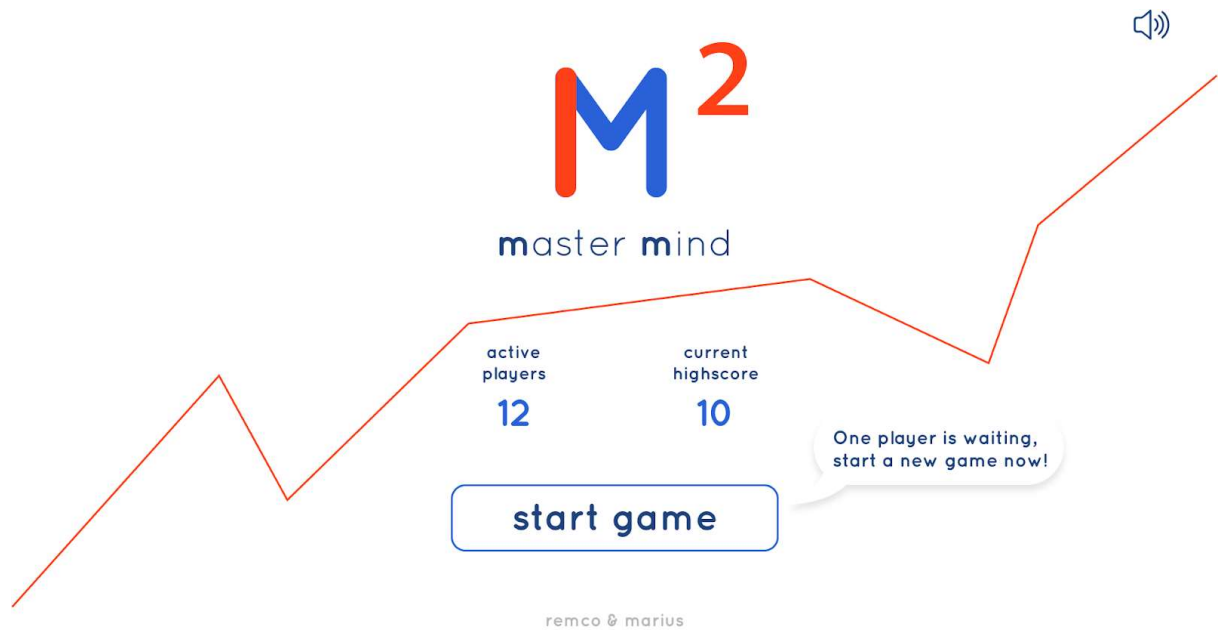 M²
master mind
active
players
12
current
highscore
10
One player is waiting,
start a new game now!
start game
remco & marius